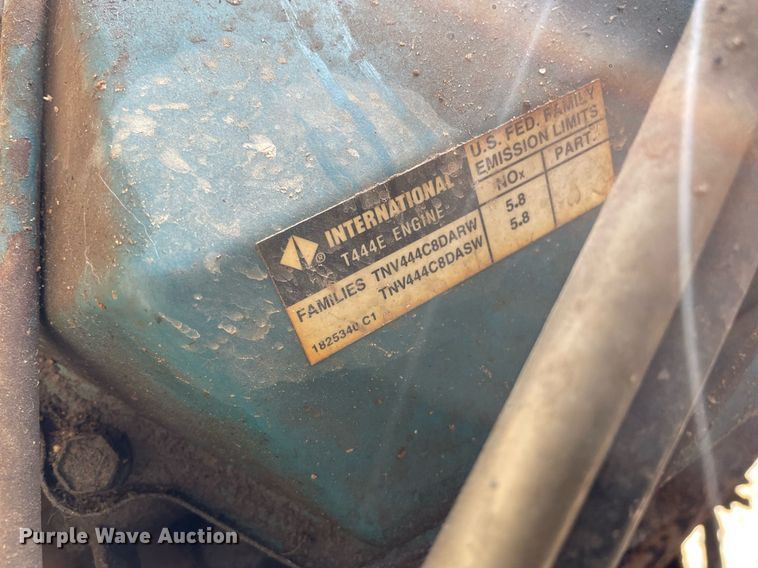 INTERNATIONAL®
T444E ENGINE
U.S. FED. FAMILY
EMISSION LIMITS
NOx PART.
FAMILIES TNV444C8DARW 5.8
TNV444C8DASW 5.8
1825340 C1
Purple Wave Auction